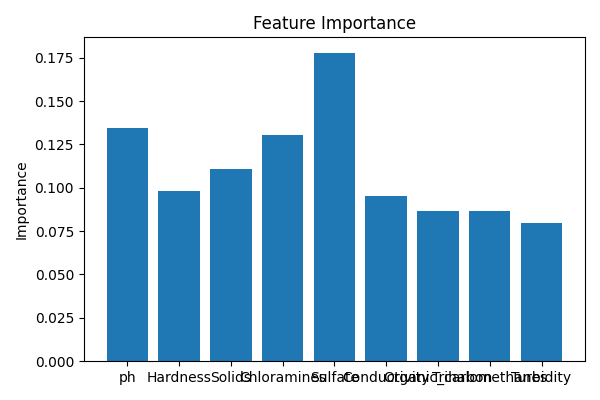 Feature Importance
Importance
0.175
0.150
0.125
0.100
0.075
0.050
0.025
0.000
ph Hardness Solids Chloramines Sulfate Conductivity Organic_carbon Trihalomethanes Turbidity